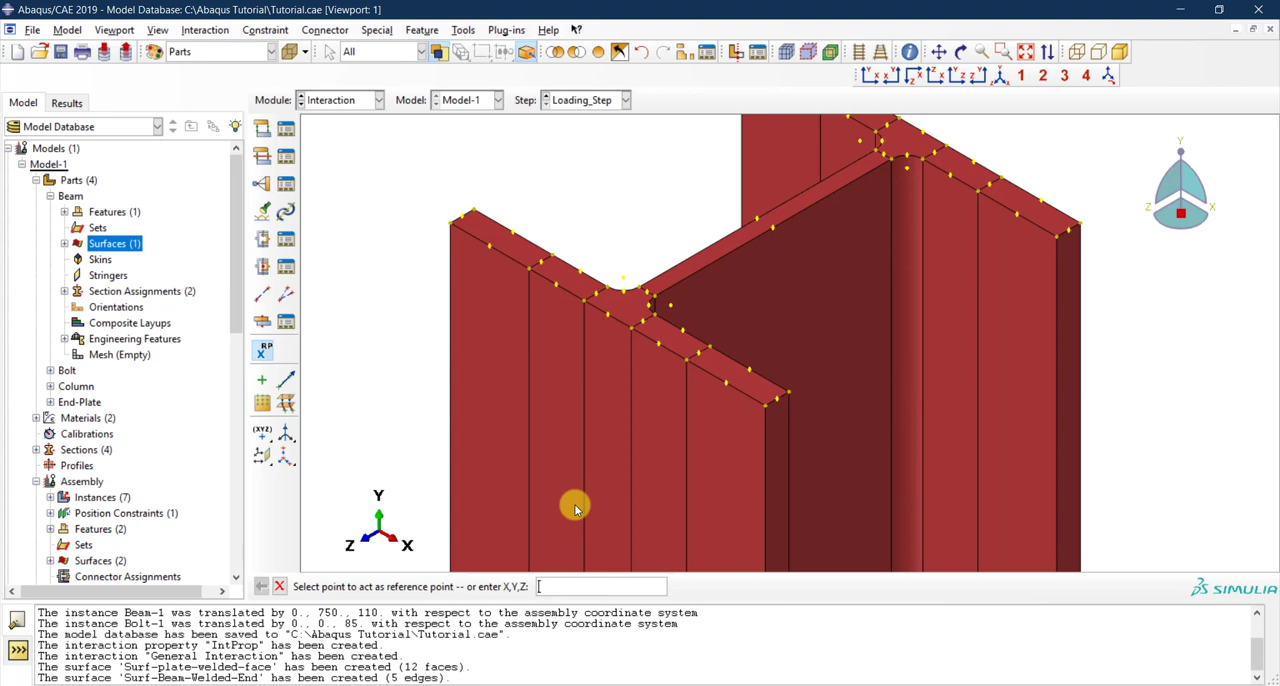 Abaqus/CAE 2019 - Model Database: C:\Abaqus Tutorial\Tutorial.cae [Viewport: 1]
File Model Viewport View Interaction Constraint Connector Special Feature Tools Plug-ins Help
Parts All
1 2 3 4
Model Results
Module: Interaction Model: Model-1 Step: Loading_Step
Model Database
Models (1)
Model-1
Parts (4)
Beam
Features (1)
Sets
Surfaces (1)
Skins
Stringers
Section Assignments (2)
Orientations
Composite Layups
Engineering Features
Mesh (Empty)
Bolt
Column
End-Plate
Materials (2)
Calibrations
Sections (4)
Profiles
Assembly
Instances (7)
Position Constraints (1)
Features (2)
Sets
Surfaces (2)
Connector Assignments
RP
X
(XYZ)
Y
Z X
Y
Z X
Select point to act as reference point -- or enter X,Y,Z:
SIMULIA
The instance Beam-1 was translated by 0., 750., 110. with respect to the assembly coordinate system
The instance Bolt-1 was translated by 0., 0., 85. with respect to the assembly coordinate system
The model database has been saved to "C:\Abaqus Tutorial\Tutorial.cae".
The interaction property "IntProp" has been created.
The interaction "General Interaction" has been created.
The surface 'Surf-plate-welded-face' has been created (12 faces).
The surface 'Surf-Beam-Welded-End' has been created (5 edges).